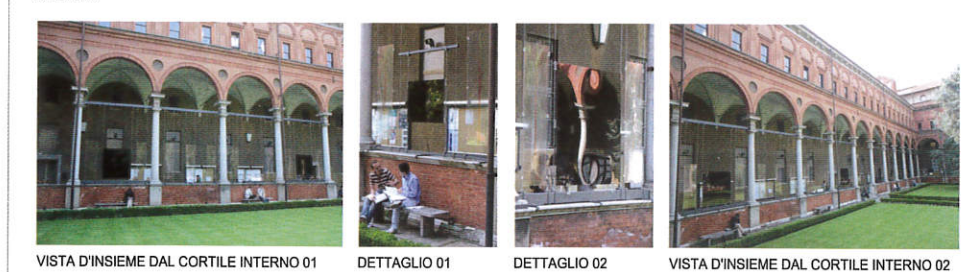 VISTA D'INSIEME DAL CORTILE INTERNO 01
DETTAGLIO 01
DETTAGLIO 02
VISTA D'INSIEME DAL CORTILE INTERNO 02